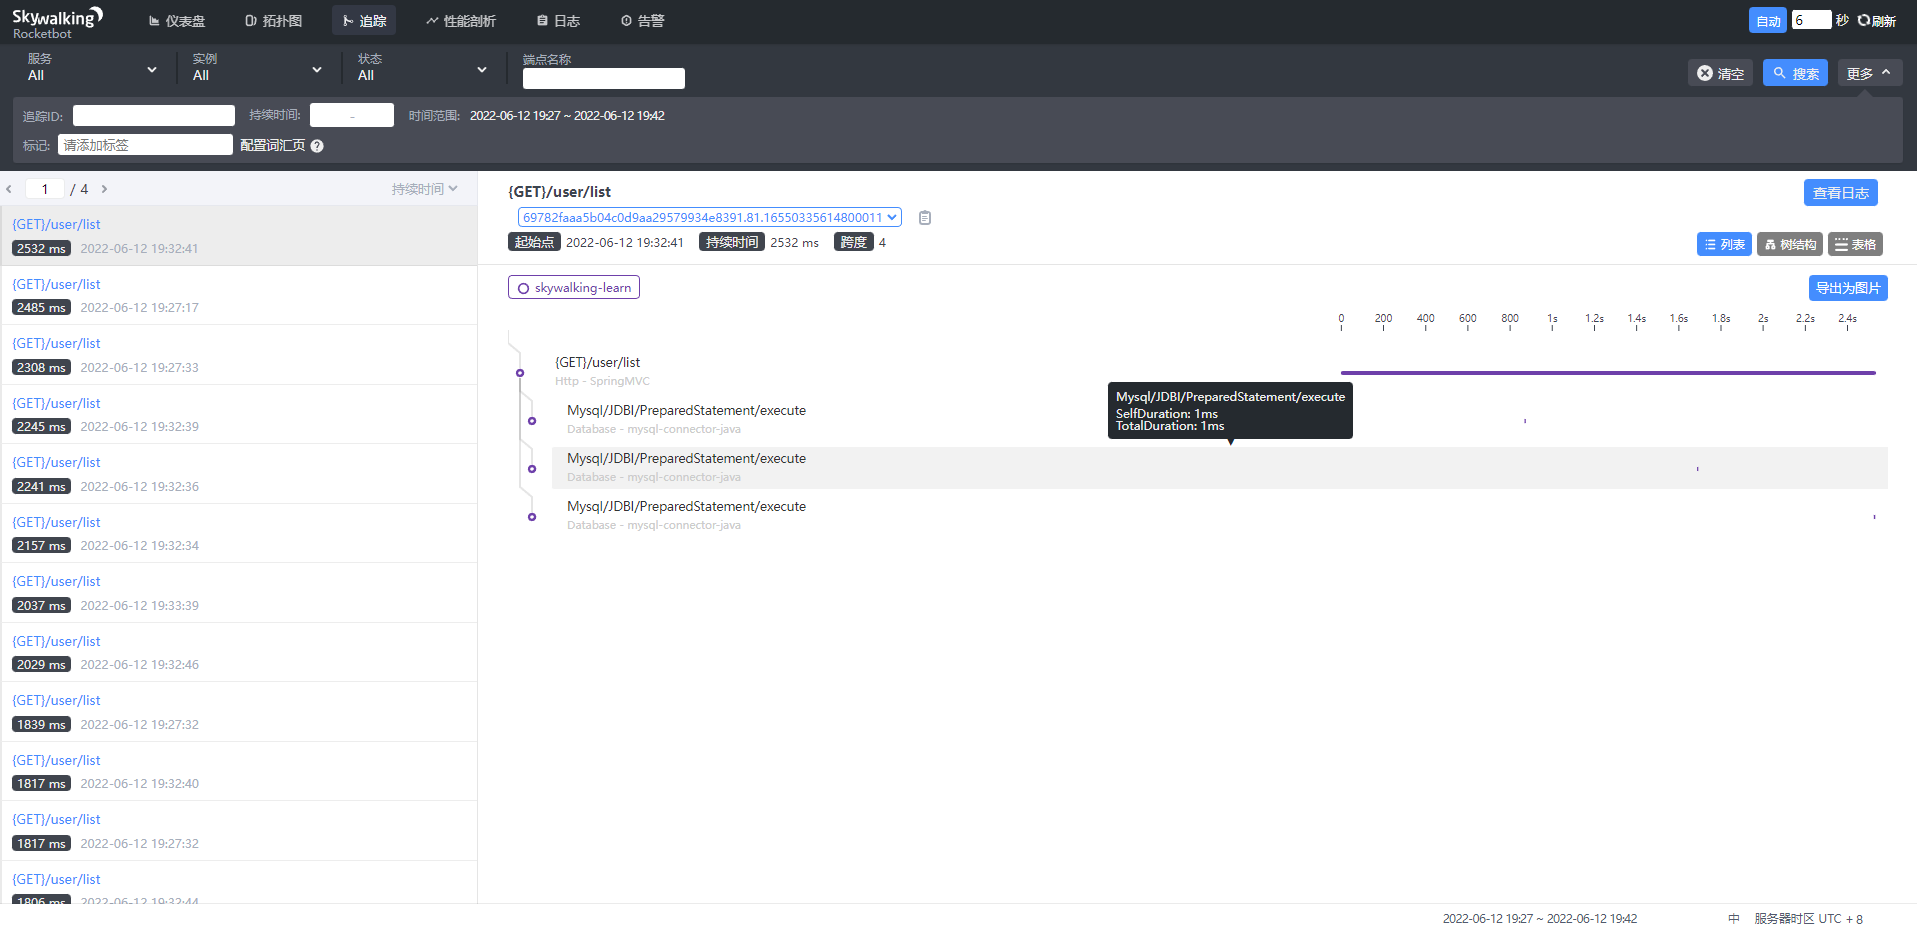 Skywalking
Rocketbot
仪表盘 拓扑图 追踪 性能剖析 日志 告警
自动 6 秒 刷新
服务 实例 状态 端点名称
All All All
清空 搜索 更多
追踪ID: 持续时间: - 时间范围: 2022-06-12 19:27 ~ 2022-06-12 19:42
标记: 请添加标签 配置词汇页 ?
1 / 4 持续时间
{GET}/user/list
2532 ms 2022-06-12 19:32:41
{GET}/user/list
2485 ms 2022-06-12 19:27:17
{GET}/user/list
2308 ms 2022-06-12 19:27:33
{GET}/user/list
2245 ms 2022-06-12 19:32:39
{GET}/user/list
2241 ms 2022-06-12 19:32:36
{GET}/user/list
2157 ms 2022-06-12 19:32:34
{GET}/user/list
2037 ms 2022-06-12 19:33:39
{GET}/user/list
2029 ms 2022-06-12 19:32:46
{GET}/user/list
1839 ms 2022-06-12 19:27:32
{GET}/user/list
1817 ms 2022-06-12 19:32:40
{GET}/user/list
1817 ms 2022-06-12 19:27:32
{GET}/user/list
1806 ms 2022-06-12 19:32:44
{GET}/user/list
查看日志
69782faaa5b04c0d9aa29579934e8391.81.16550335614800011
起始点 2022-06-12 19:32:41 持续时间 2532 ms 跨度 4
列表 树结构 表格
skywalking-learn
导出为图片
0 200 400 600 800 1s 1.2s 1.4s 1.6s 1.8s 2s 2.2s 2.4s
{GET}/user/list
Http - SpringMVC
Mysql/JDBI/PreparedStatement/execute
Database - mysql-connector-java
Mysql/JDBI/PreparedStatement/execute
SelfDuration: 1ms
TotalDuration: 1ms
Mysql/JDBI/PreparedStatement/execute
Database - mysql-connector-java
Mysql/JDBI/PreparedStatement/execute
Database - mysql-connector-java
2022-06-12 19:27 ~ 2022-06-12 19:42 中 服务器时区 UTC + 8